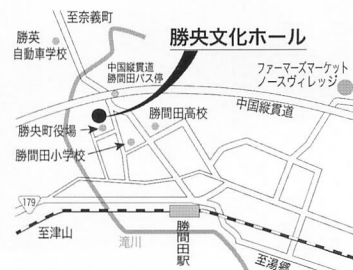 至奈義町
勝英
自動車学校
勝央文化ホール
中国縦貫道
勝間田バス停
ファーマーズマーケット
ノースヴィレッジ
中国縦貫道
勝間田高校
勝央町役場
勝間田小学校
179
至津山
滝川
勝間田駅
至湯郷